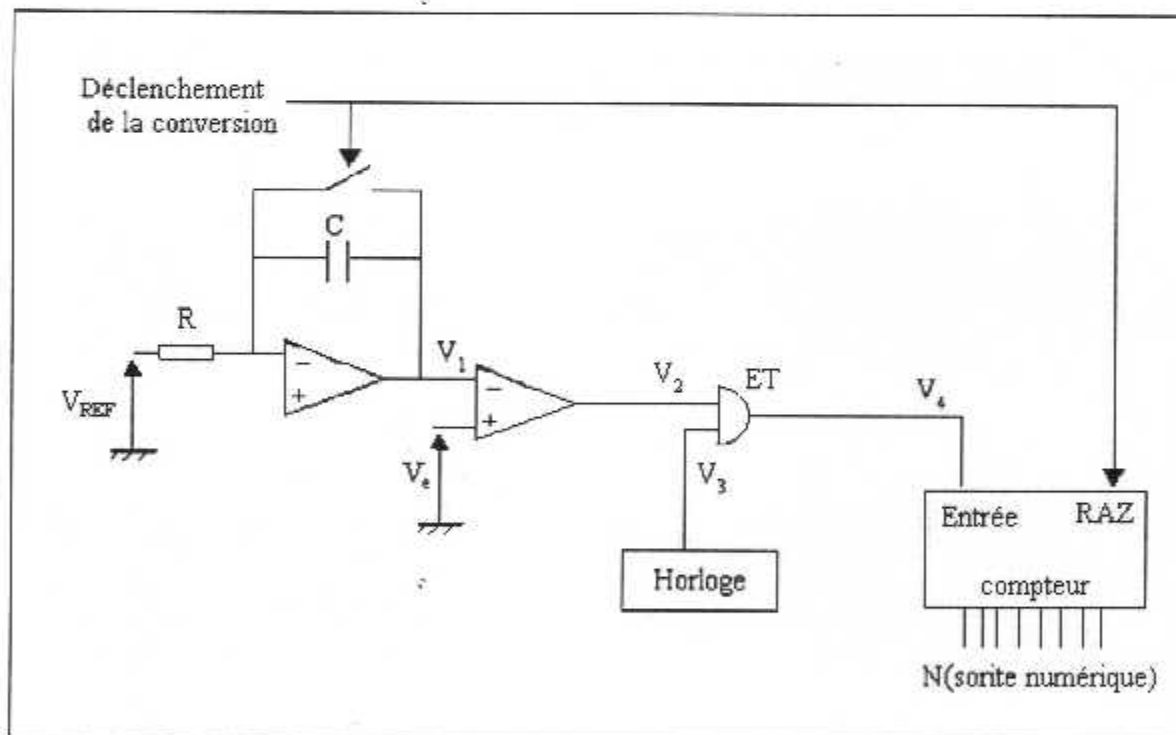 Déclenchement
de la conversion
C
R
V1
V2
ET
V4
VREF
Ve
V3
Entrée RAZ
Horloge
compteur
N(sorite numérique)